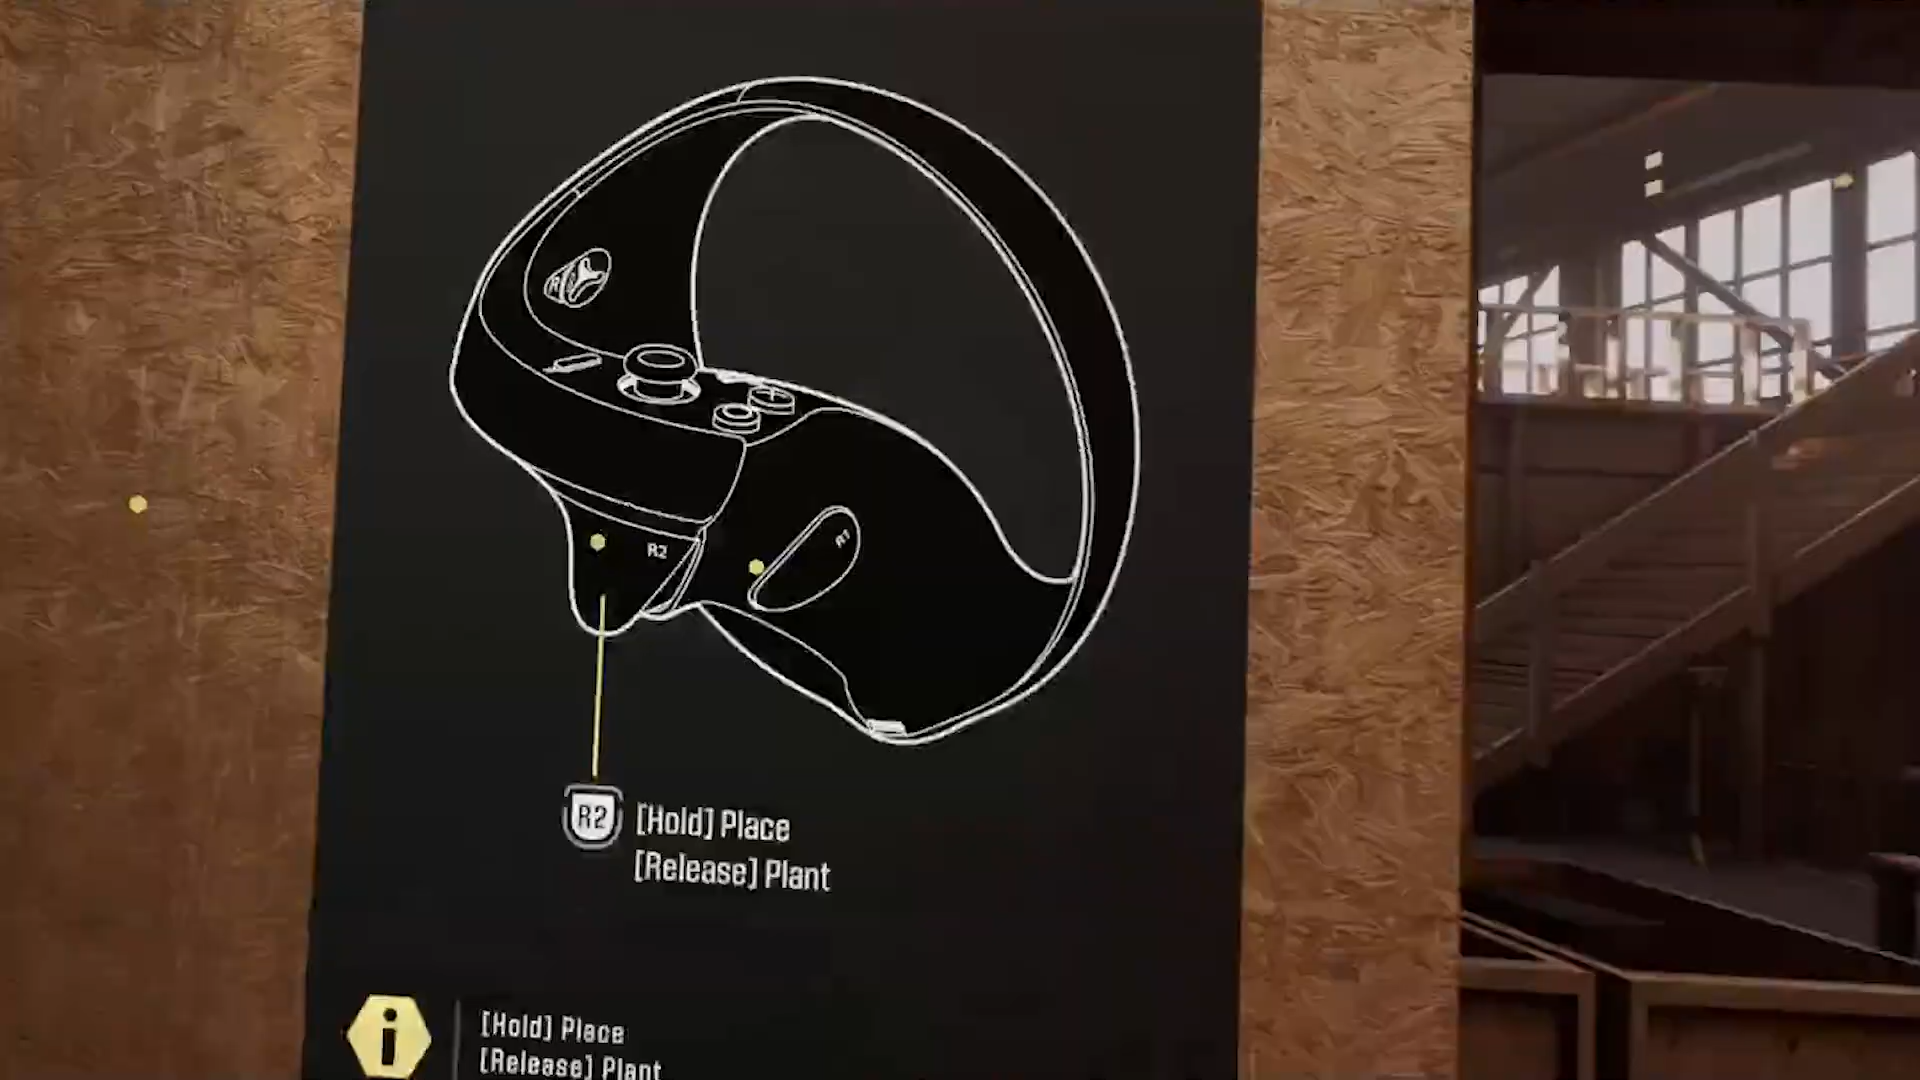 R
R2
R1
R2
[Hold] Place
[Release] Plant
[Hold] Place
[Release] Plant